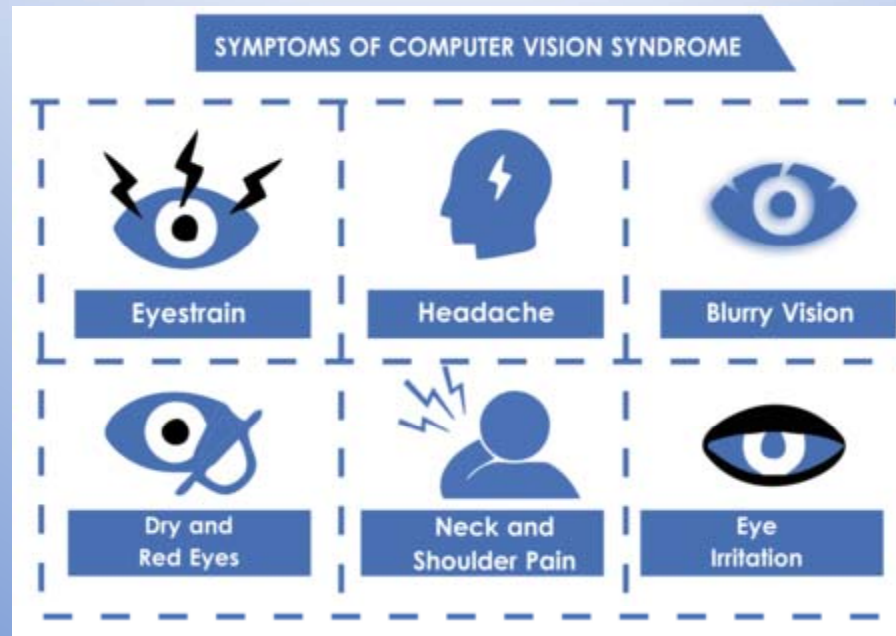 SYMPTOMS OF COMPUTER VISION SYNDROME
Eyestrain
Headache
Blurry Vision
Dry and
Red Eyes
Neck and
Shoulder Pain
Eye
Irritation